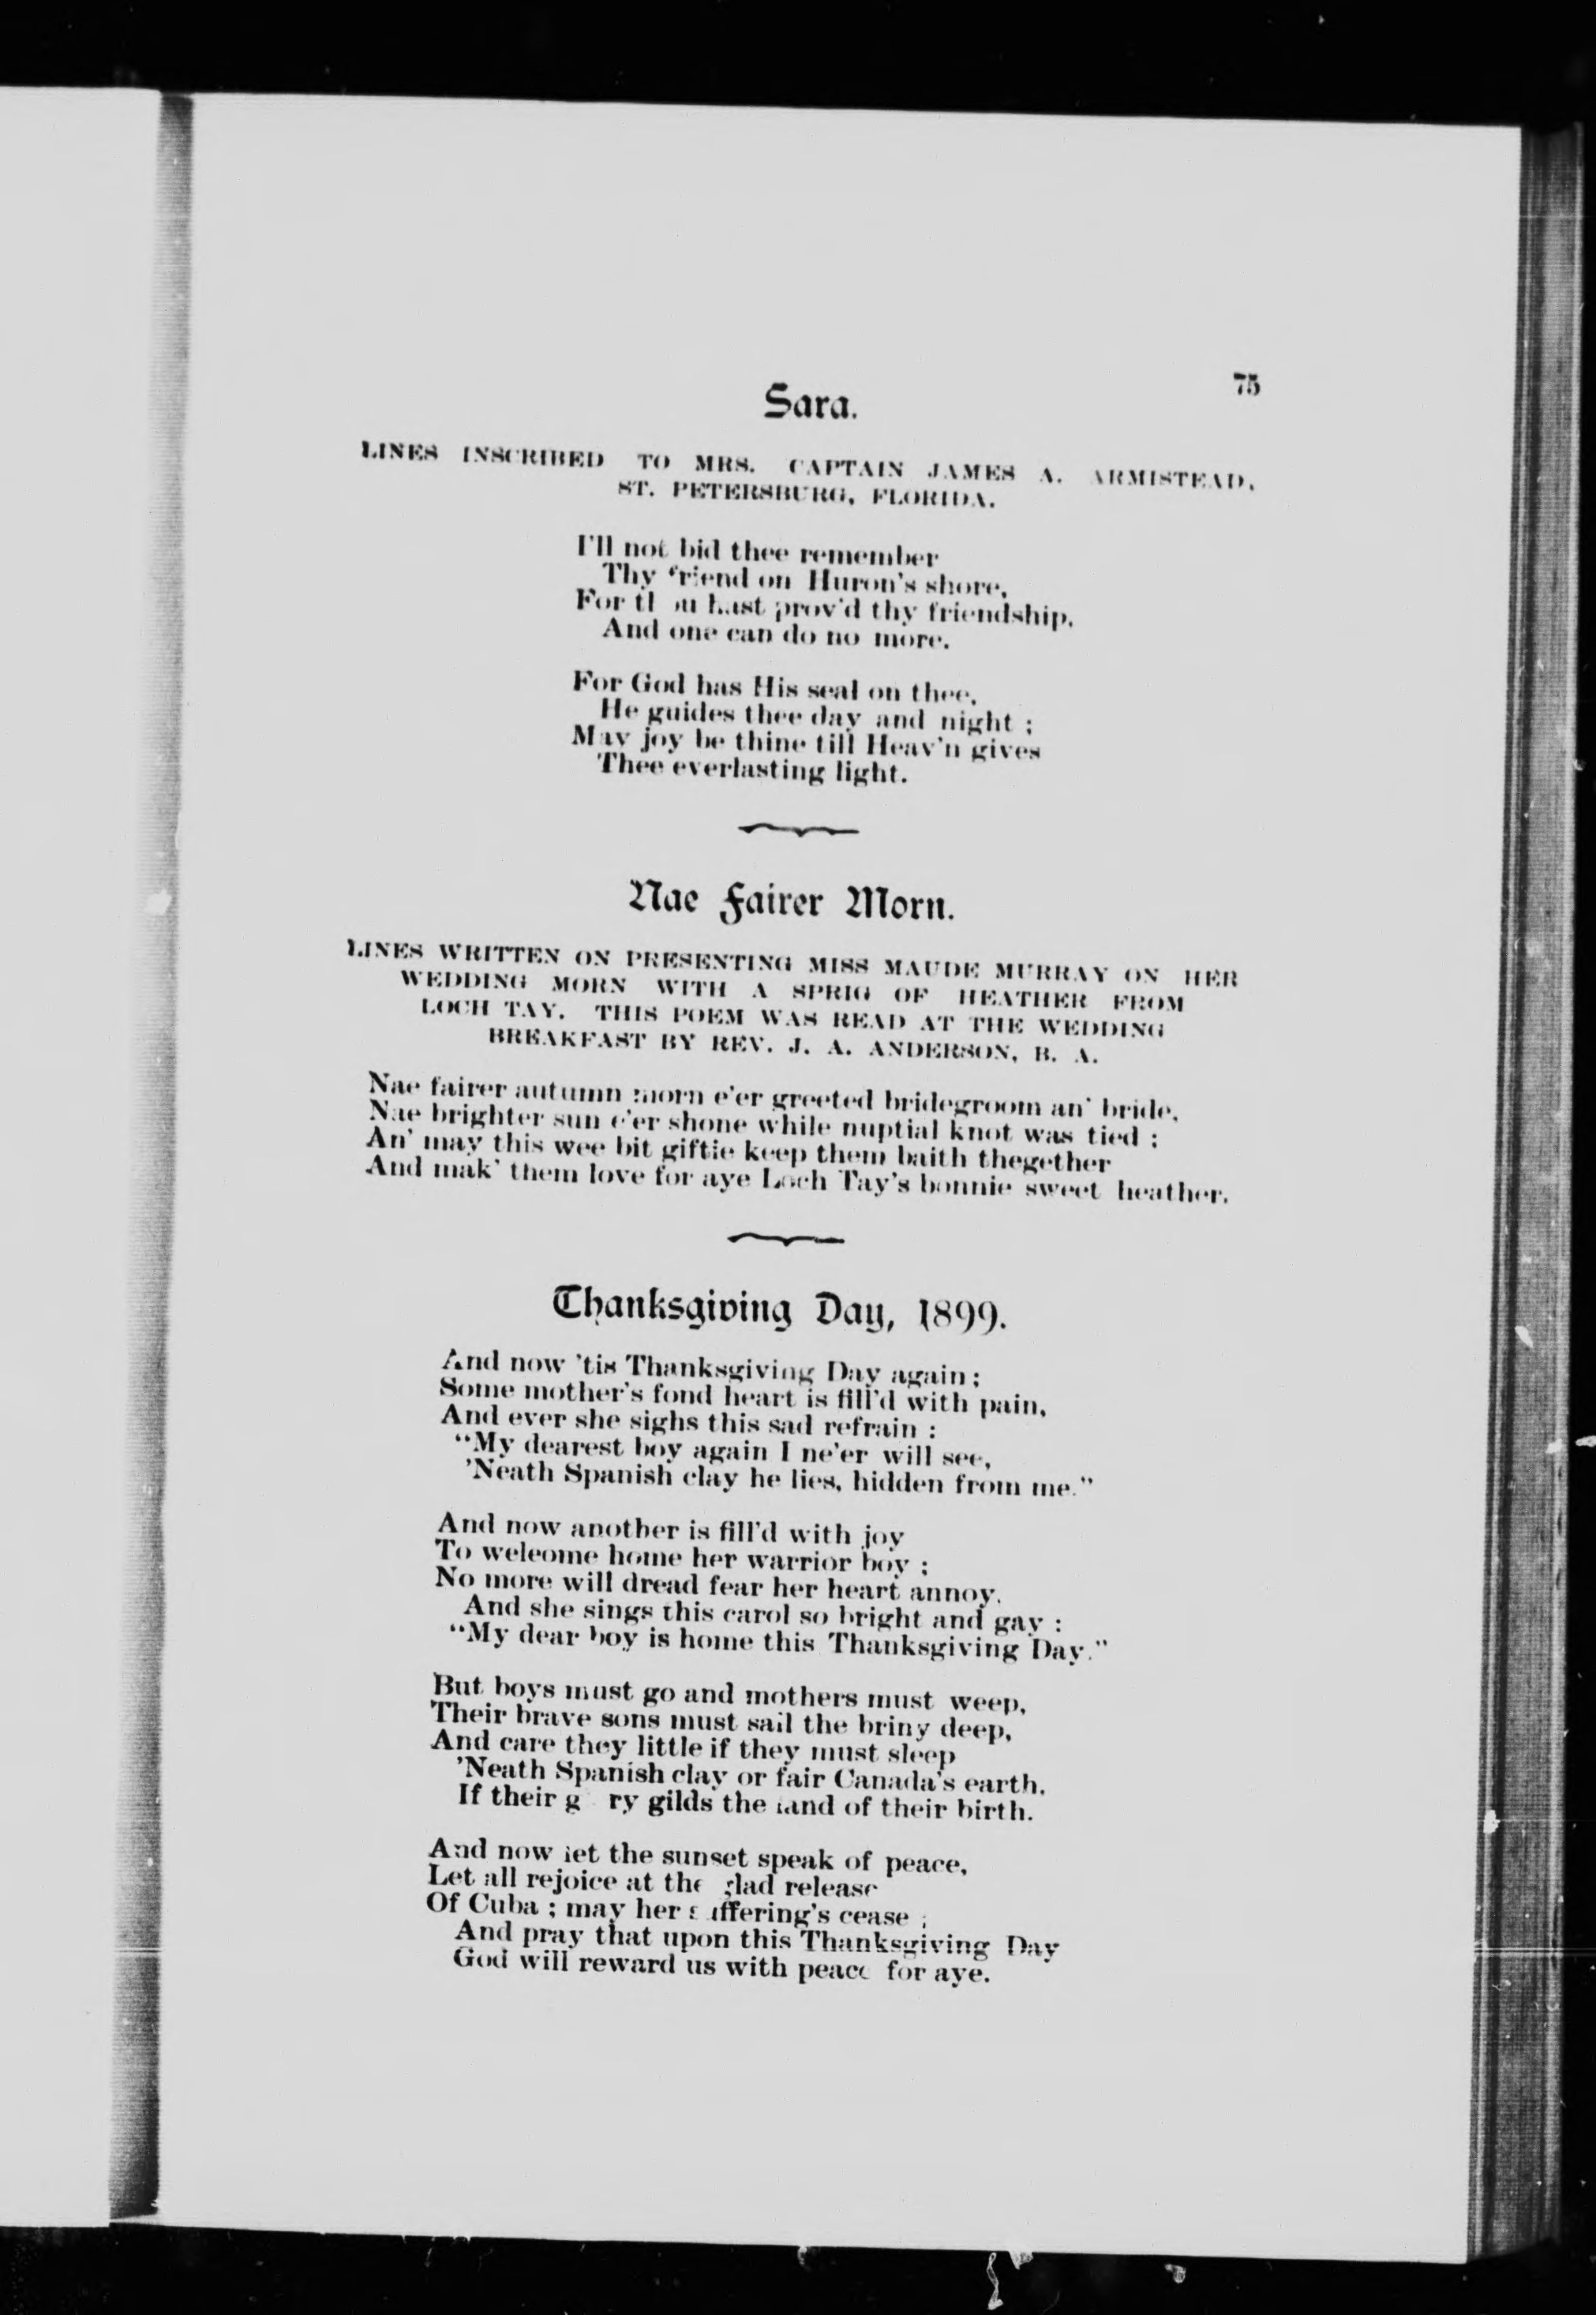 75
Sara.
LINES INSCRIBED TO MRS. CAPTAIN JAMES A. ARMISTEAD,
ST. PETERSBURG, FLORIDA.
I'll not bid thee remember
Thy friend on Huron's shore,
For thou hast prov'd thy friendship,
And one can do no more.
For God has His seal on thee,
He guides thee day and night ;
May joy be thine till Heav'n gives
Thee everlasting light.
Nae Fairer Morn.
LINES WRITTEN ON PRESENTING MISS MAUDE MURRAY ON HER
WEDDING MORN WITH A SPRIG OF HEATHER FROM
LOCH TAY. THIS POEM WAS READ AT THE WEDDING
BREAKFAST BY REV. J. A. ANDERSON, B. A.
Nae fairer autumn morn e'er greeted bridegroom an' bride,
Nae brighter sun e'er shone while nuptial knot was tied ;
An' may this wee bit giftie keep them baith thegether
And mak' them love for aye Loch Tay's bonnie sweet heather.
Thanksgiving Day, 1899.
And now 'tis Thanksgiving Day again ;
Some mother's fond heart is fill'd with pain,
And ever she sighs this sad refrain :
"My dearest boy again I ne'er will see,
'Neath Spanish clay he lies, hidden from me."
And now another is fill'd with joy
To welcome home her warrior boy ;
No more will dread fear her heart annoy,
And she sings this carol so bright and gay :
"My dear boy is home this Thanksgiving Day."
But boys must go and mothers must weep,
Their brave sons must sail the briny deep,
And care they little if they must sleep
'Neath Spanish clay or fair Canada's earth,
If their g ry gilds the land of their birth.
And now let the sunset speak of peace,
Let all rejoice at the glad release
Of Cuba ; may her suffering's cease ;
And pray that upon this Thanksgiving Day
God will reward us with peace for aye.